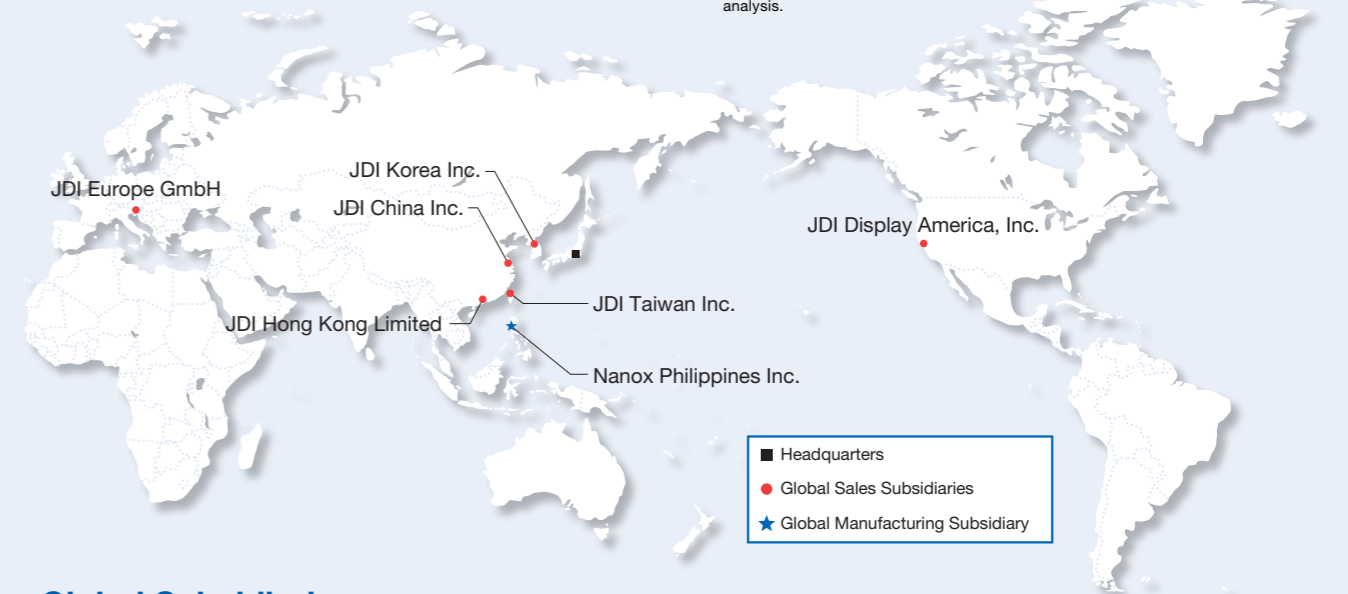 analysis.
JDI Korea Inc.
JDI Europe GmbH
JDI China Inc.
JDI Display America, Inc.
JDI Taiwan Inc.
JDI Hong Kong Limited
Nanox Philippines Inc.
Headquarters
Global Sales Subsidiaries
Global Manufacturing Subsidiary